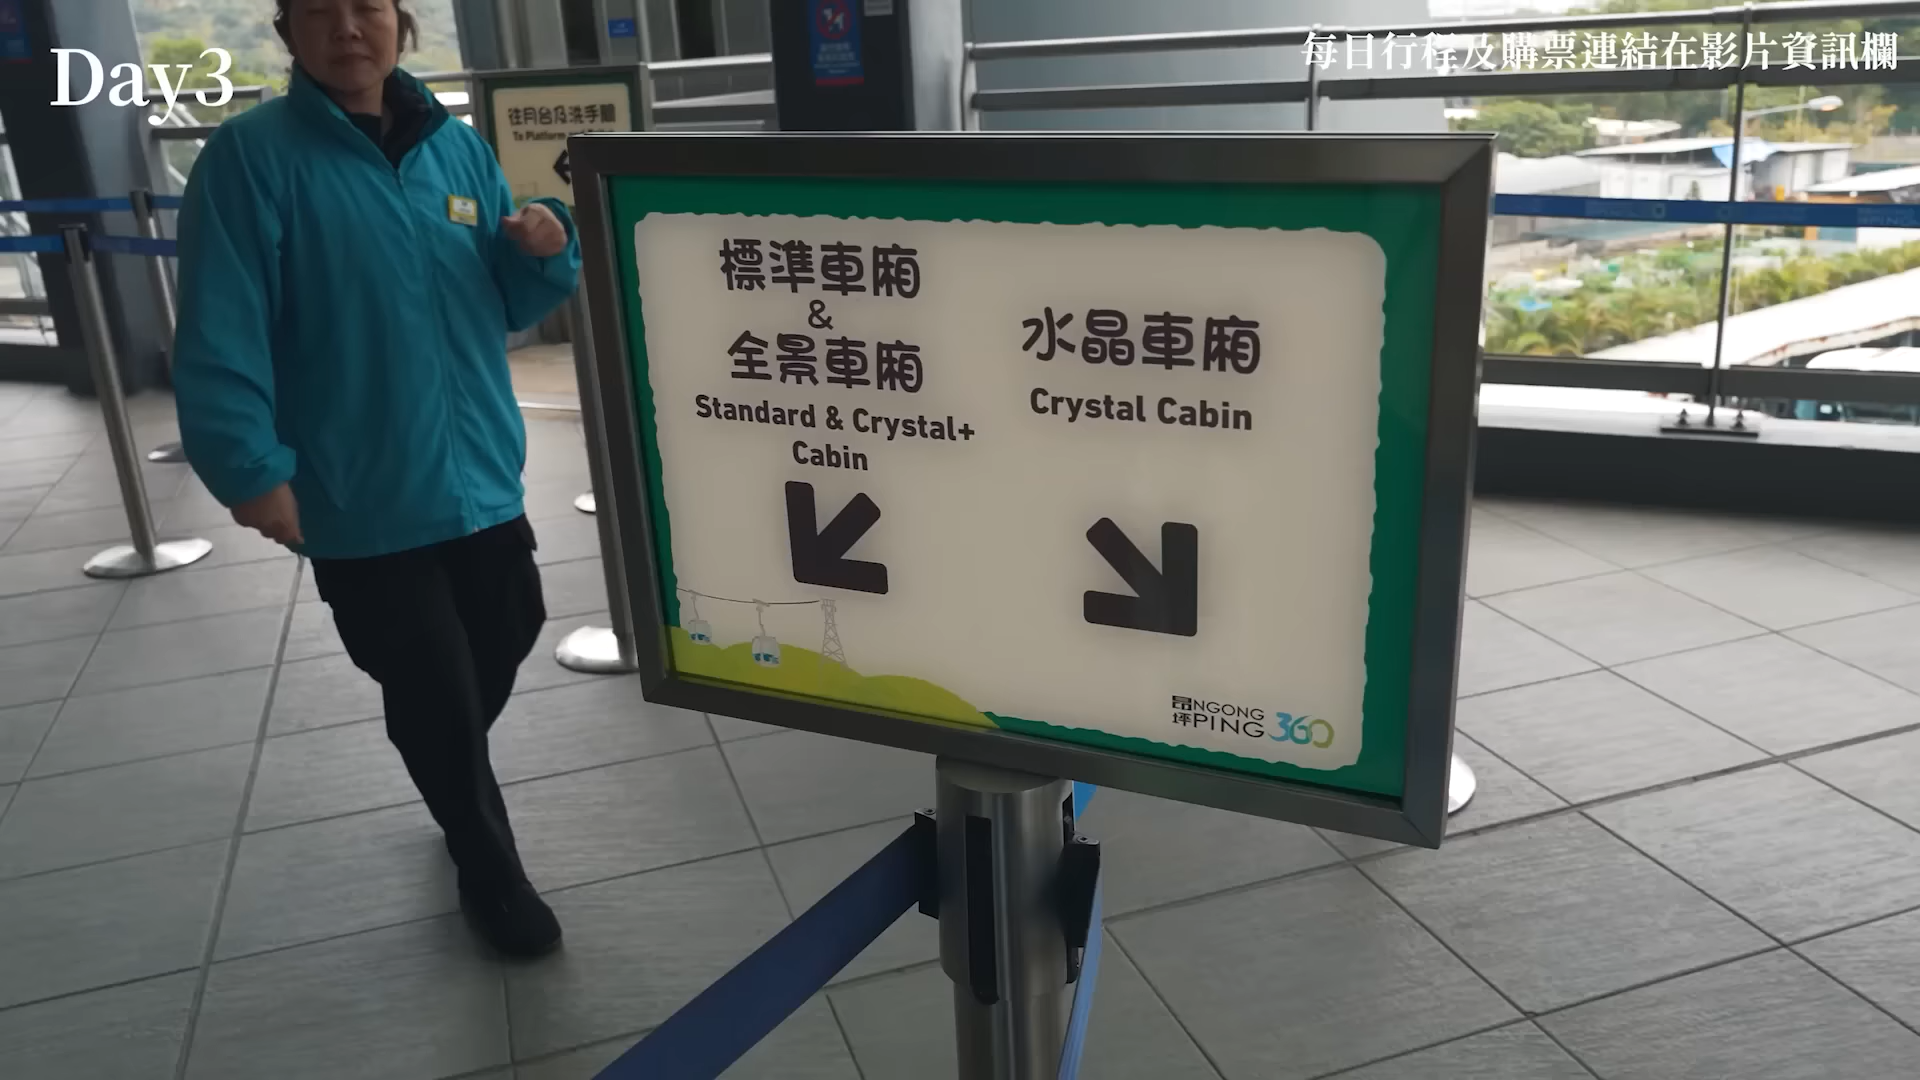 Day3
每日行程及購票連結在影片資訊欄
往月台及洗手間
To Platform
標準車廂
&
全景車廂
Standard & Crystal+
Cabin
水晶車廂
Crystal Cabin
昂坪
NGONG
PING 360